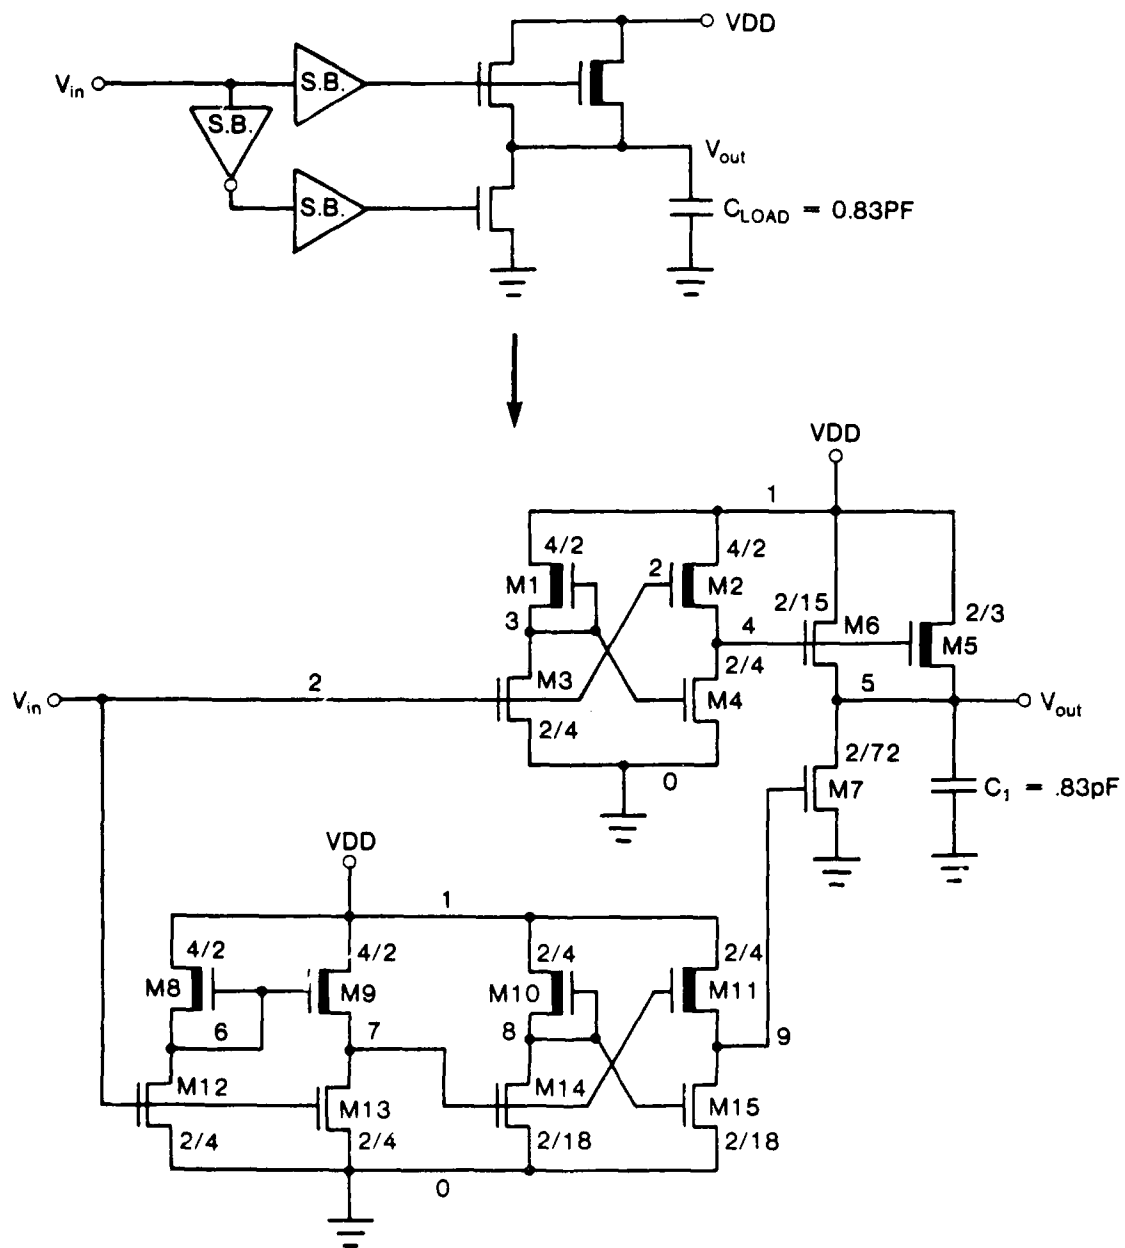 VDD
Vin
S.B.
S.B.
S.B.
Vout
CLOAD = 0.83PF
VDD
1
4/2
4/2
M1
2
M2
2/15
2/3
3
4
M6
M5
2/4
Vin
2
M3
M4
5
Vout
2/4
2/72
0
M7
C1 = .83pF
VDD
1
4/2
4/2
2/4
2/4
M8
M9
M10
M11
6
7
8
9
M12
M13
M14
M15
2/4
2/4
2/18
2/18
0